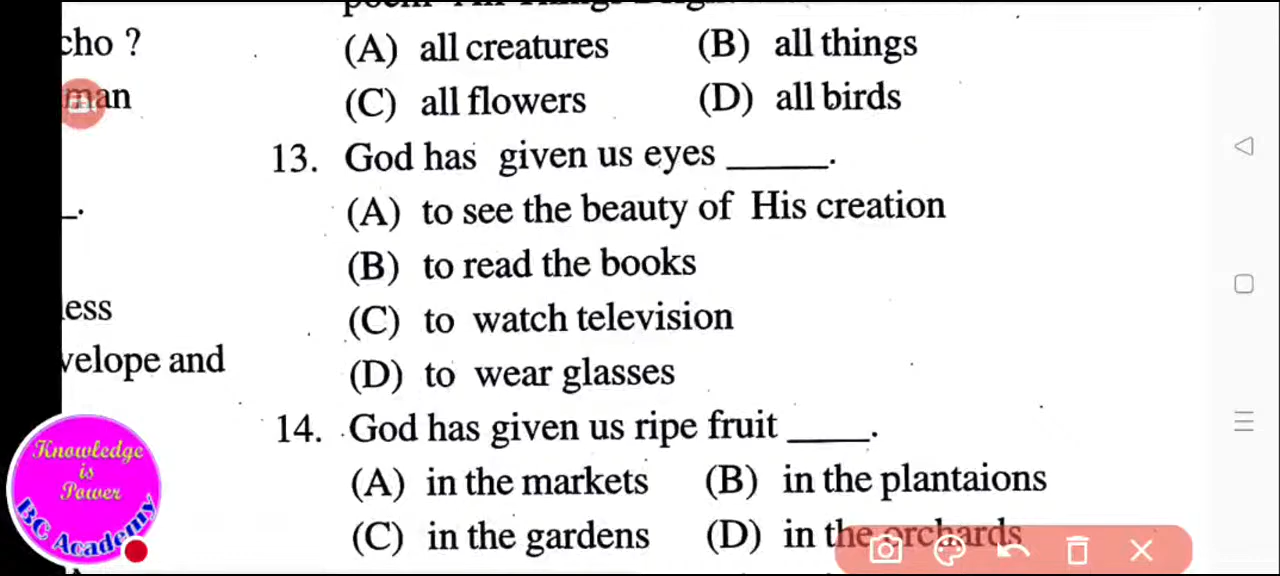 cho ?
man
ess
velope and
(A) all creatures (B) all things
(C) all flowers (D) all birds
13. God has given us eyes ______.
(A) to see the beauty of His creation
(B) to read the books
(C) to watch television
(D) to wear glasses
14. God has given us ripe fruit _____.
(A) in the markets (B) in the plantaions
(C) in the gardens (D) in the orchards
Knowledge
is
Power
BC Academy